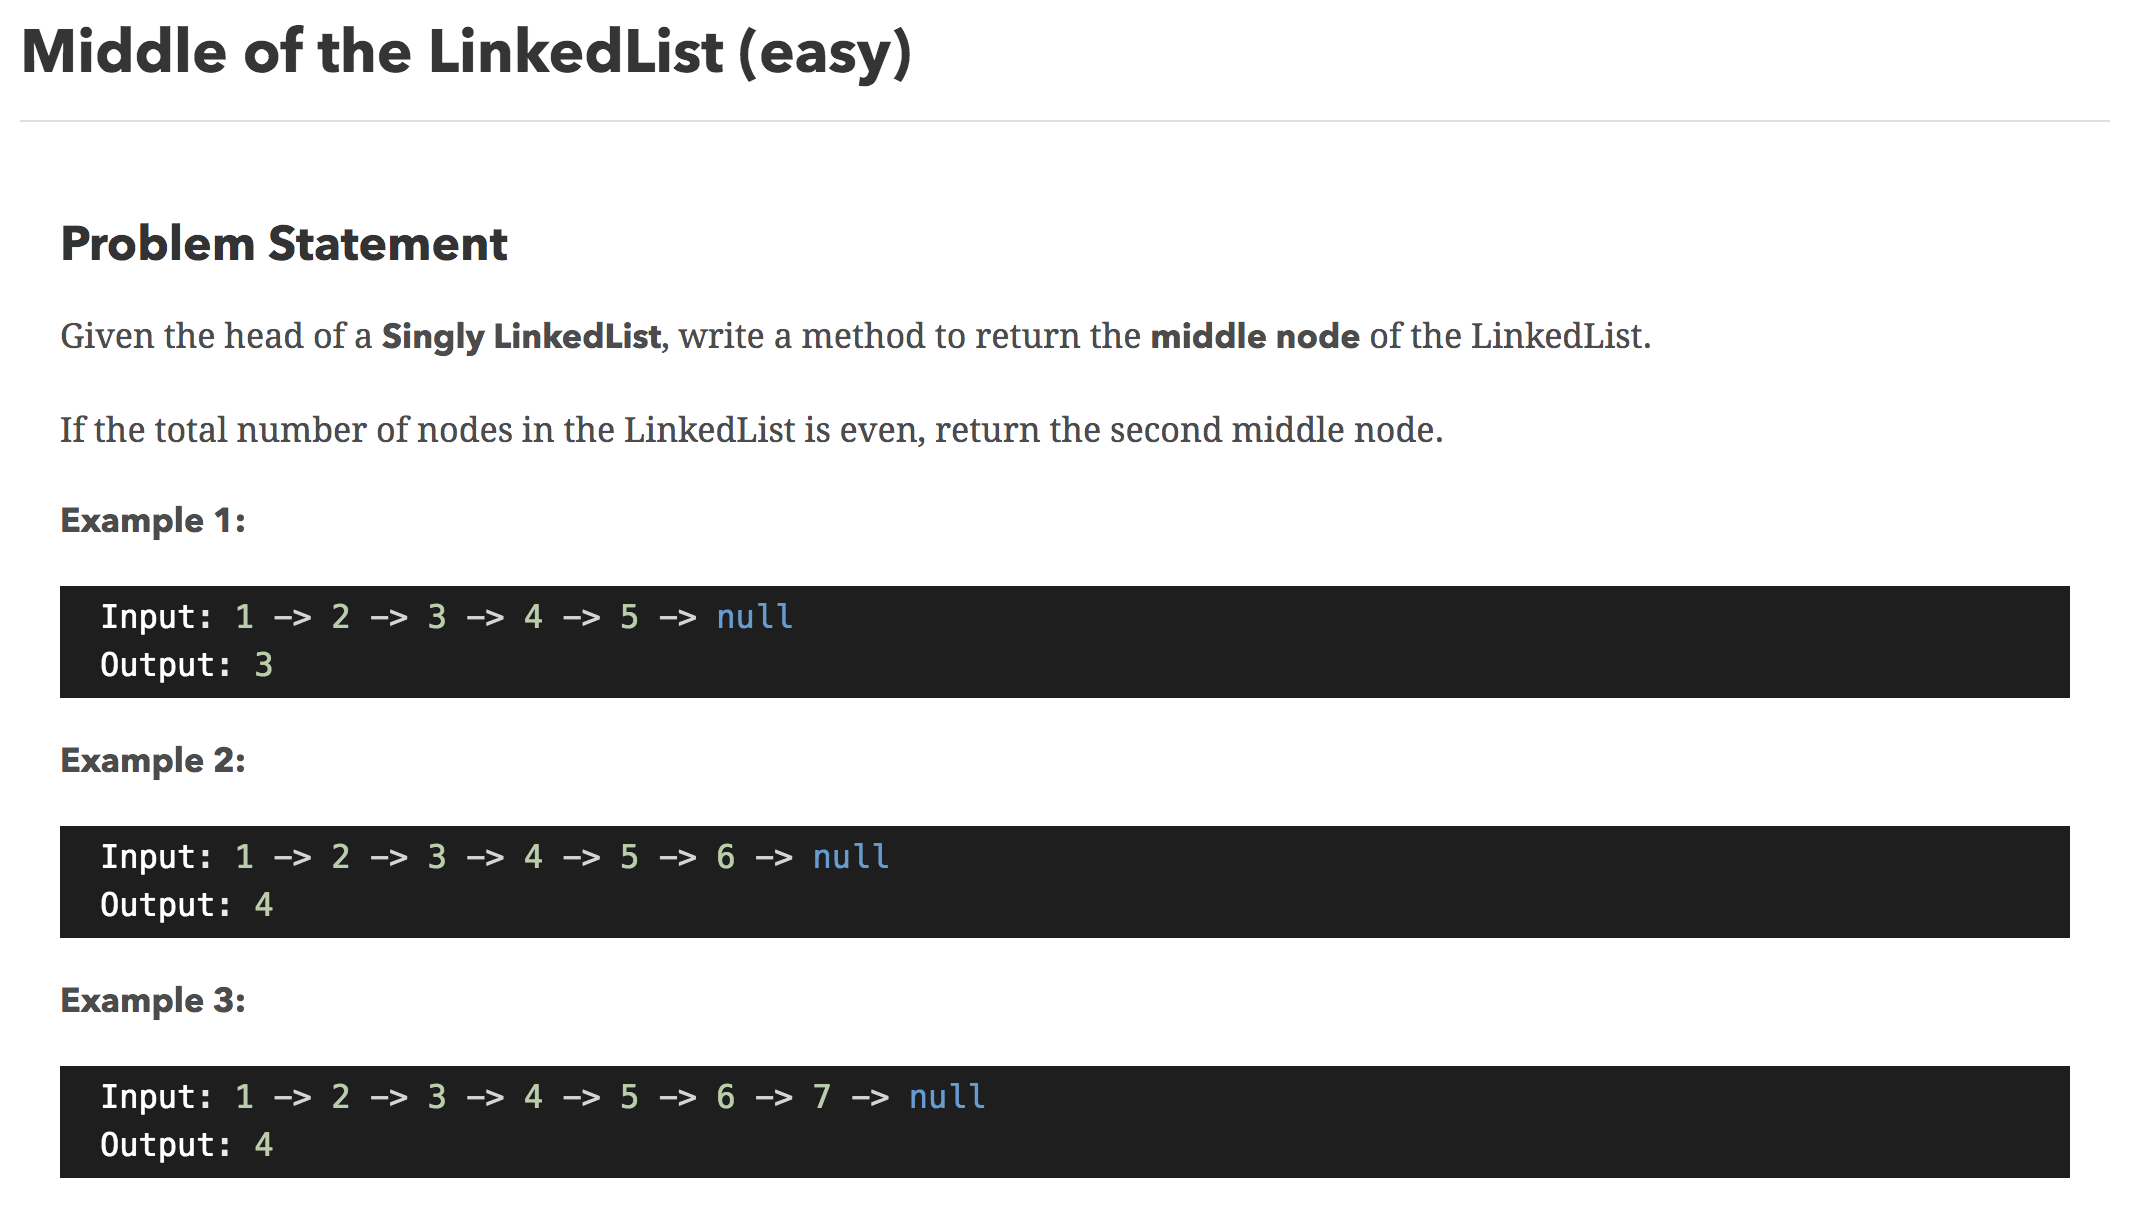 Middle of the LinkedList (easy)
Problem Statement
Given the head of a Singly LinkedList, write a method to return the middle node of the LinkedList.
If the total number of nodes in the LinkedList is even, return the second middle node.
Example 1:
Input: 1 -> 2 -> 3 -> 4 -> 5 -> null
Output: 3
Example 2:
Input: 1 -> 2 -> 3 -> 4 -> 5 -> 6 -> null
Output: 4
Example 3:
Input: 1 -> 2 -> 3 -> 4 -> 5 -> 6 -> 7 -> null
Output: 4